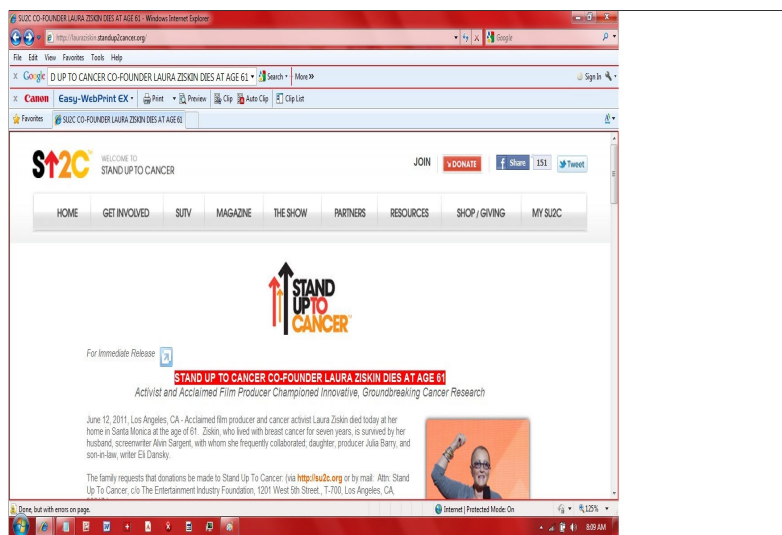 SU2C CO-FOUNDER LAURA ZISKIN DIES AT AGE 61 - Windows Internet Explorer
http://lauraziskin.standup2cancer.org/
Google
File Edit View Favorites Tools Help
x Google D UP TO CANCER CO-FOUNDER LAURA ZISKIN DIES AT AGE 61 Search More >> Sign In
x Canon Easy-WebPrint EX Print Preview Clip Auto Clip Clip List
Favorites SU2C CO-FOUNDER LAURA ZISKIN DIES AT AGE 61
SU2C WELCOME TO STAND UP TO CANCER JOIN DONATE f Share 151 Tweet
HOME GET INVOLVED SUTV MAGAZINE THE SHOW PARTNERS RESOURCES SHOP / GIVING MY SU2C
STAND
UP TO
CANCER™
For Immediate Release
STAND UP TO CANCER CO-FOUNDER LAURA ZISKIN DIES AT AGE 61
Activist and Acclaimed Film Producer Championed Innovative, Groundbreaking Cancer Research
June 12, 2011, Los Angeles, CA - Acclaimed film producer and cancer activist Laura Ziskin died today at her
home in Santa Monica at the age of 61. Ziskin, who lived with breast cancer for seven years, is survived by her
husband, screenwriter Alvin Sargent, with whom she frequently collaborated; daughter, producer Julia Barry, and
son-in-law, writer Eli Dansky.
The family requests that donations be made to Stand Up To Cancer: (via http://su2c.org or by mail: Attn: Stand
Up To Cancer, c/o The Entertainment Industry Foundation, 1201 West 5th Street., T-700, Los Angeles, CA,
Done, but with errors on page. Internet | Protected Mode: On 125%
8:09 AM